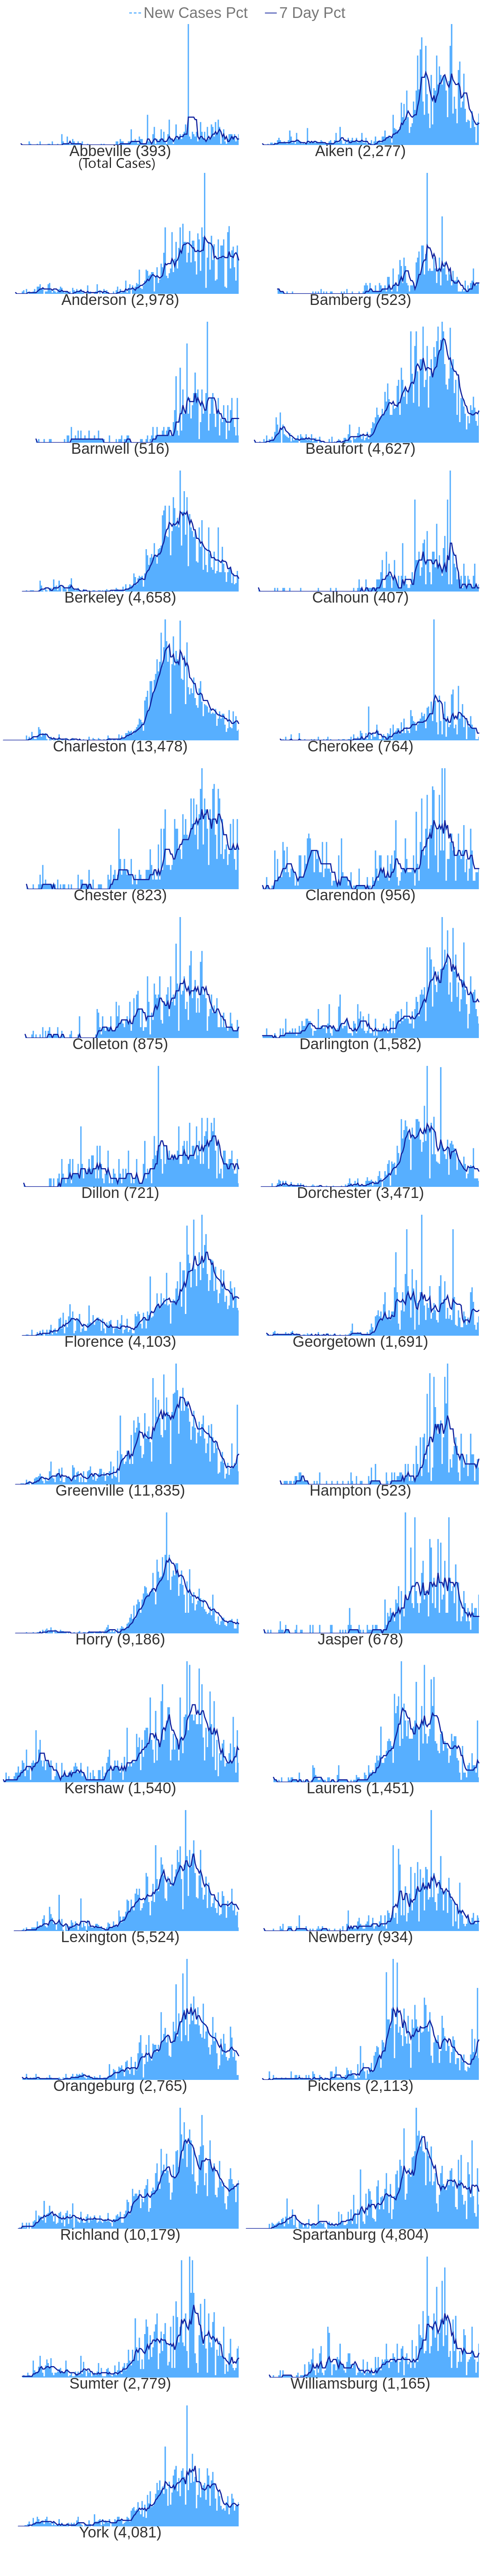 New Cases Pct 7 Day Pct
Abbeville (393) Aiken (2,277)
(Total Cases)
Anderson (2,978) Bamberg (523)
Barnwell (516) Beaufort (4,627)
Berkeley (4,658) Calhoun (407)
Charleston (13,478) Cherokee (764)
Chester (823) Clarendon (956)
Colleton (875) Darlington (1,582)
Dillon (721) Dorchester (3,471)
Florence (4,103) Georgetown (1,691)
Greenville (11,835) Hampton (523)
Horry (9,186) Jasper (678)
Kershaw (1,540) Laurens (1,451)
Lexington (5,524) Newberry (934)
Orangeburg (2,765) Pickens (2,113)
Richland (10,179) Spartanburg (4,804)
Sumter (2,779) Williamsburg (1,165)
York (4,081)